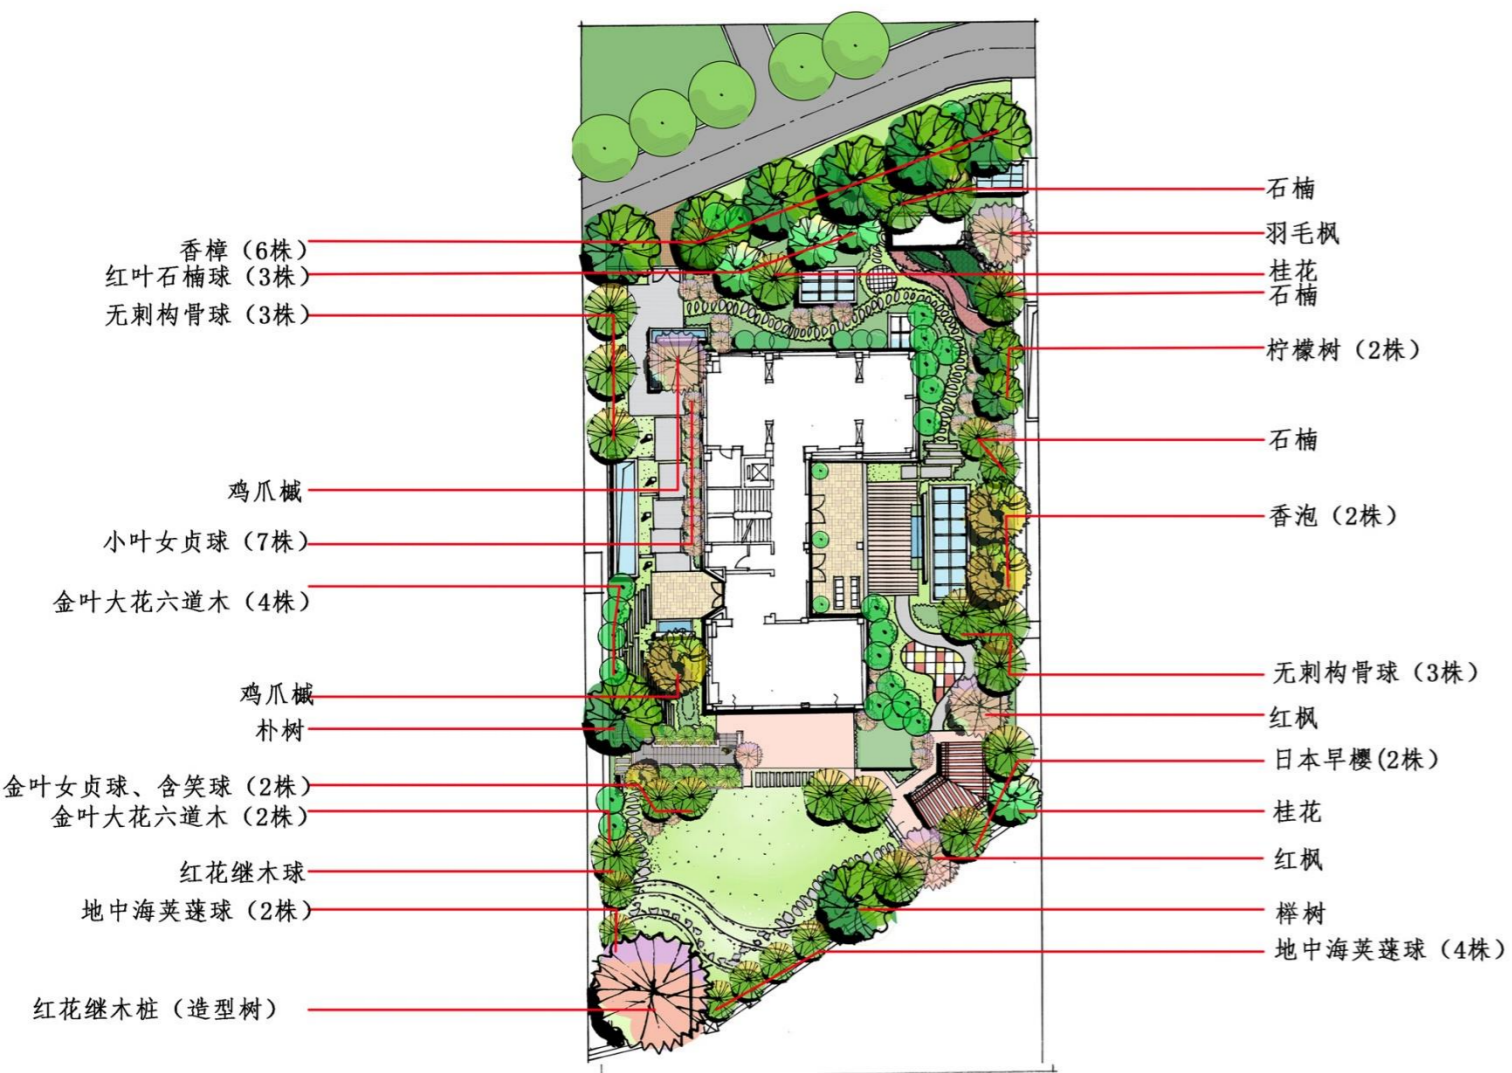 香樟（6株）
红叶石楠球（3株）
无刺构骨球（3株）
鸡爪槭
小叶女贞球（7株）
金叶大花六道木（4株）
鸡爪槭
朴树
金叶女贞球、含笑球（2株）
金叶大花六道木（2株）
红花继木球
地中海荚蒾球（2株）
红花继木桩（造型树）
石楠
羽毛枫
桂花
石楠
柠檬树（2株）
石楠
香泡（2株）
无刺构骨球（3株）
红枫
日本早樱(2株）
桂花
红枫
榉树
地中海荚蒾球（4株）